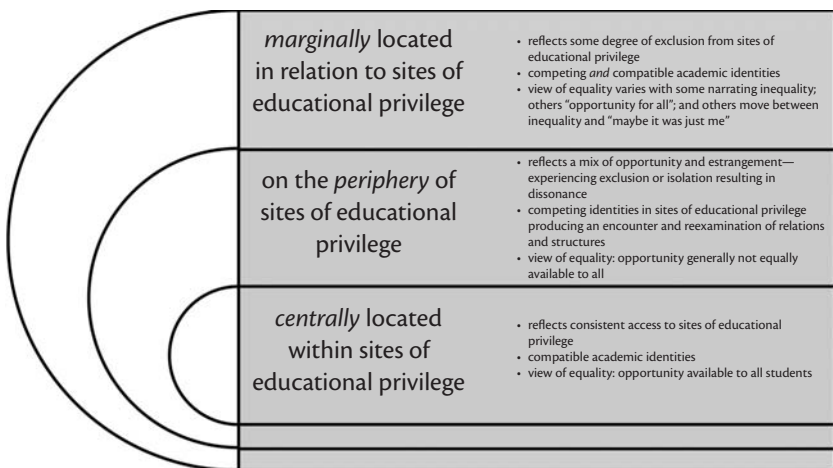 marginally located
in relation to sites of
educational privilege
• reflects some degree of exclusion from sites of
educational privilege
• competing and compatible academic identities
• view of equality varies with some narrating inequality;
others “opportunity for all”; and others move between
inequality and “maybe it was just me”
on the periphery of
sites of educational
privilege
• reflects a mix of opportunity and estrangement—
experiencing exclusion or isolation resulting in
dissonance
• competing identities in sites of educational privilege
producing an encounter and reexamination of relations
and structures
• view of equality: opportunity generally not equally
available to all
centrally located
within sites of
educational privilege
• reflects consistent access to sites of educational
privilege
• compatible academic identities
• view of equality: opportunity available to all students